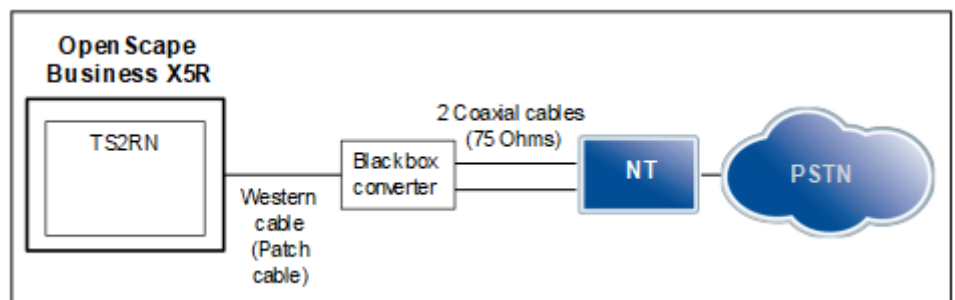 OpenScape
Business X5R
TS2RN
Western
cable
(Patch
cable)
Blackbox
converter
2 Coaxial cables
(75 Ohms)
NT
PSTN